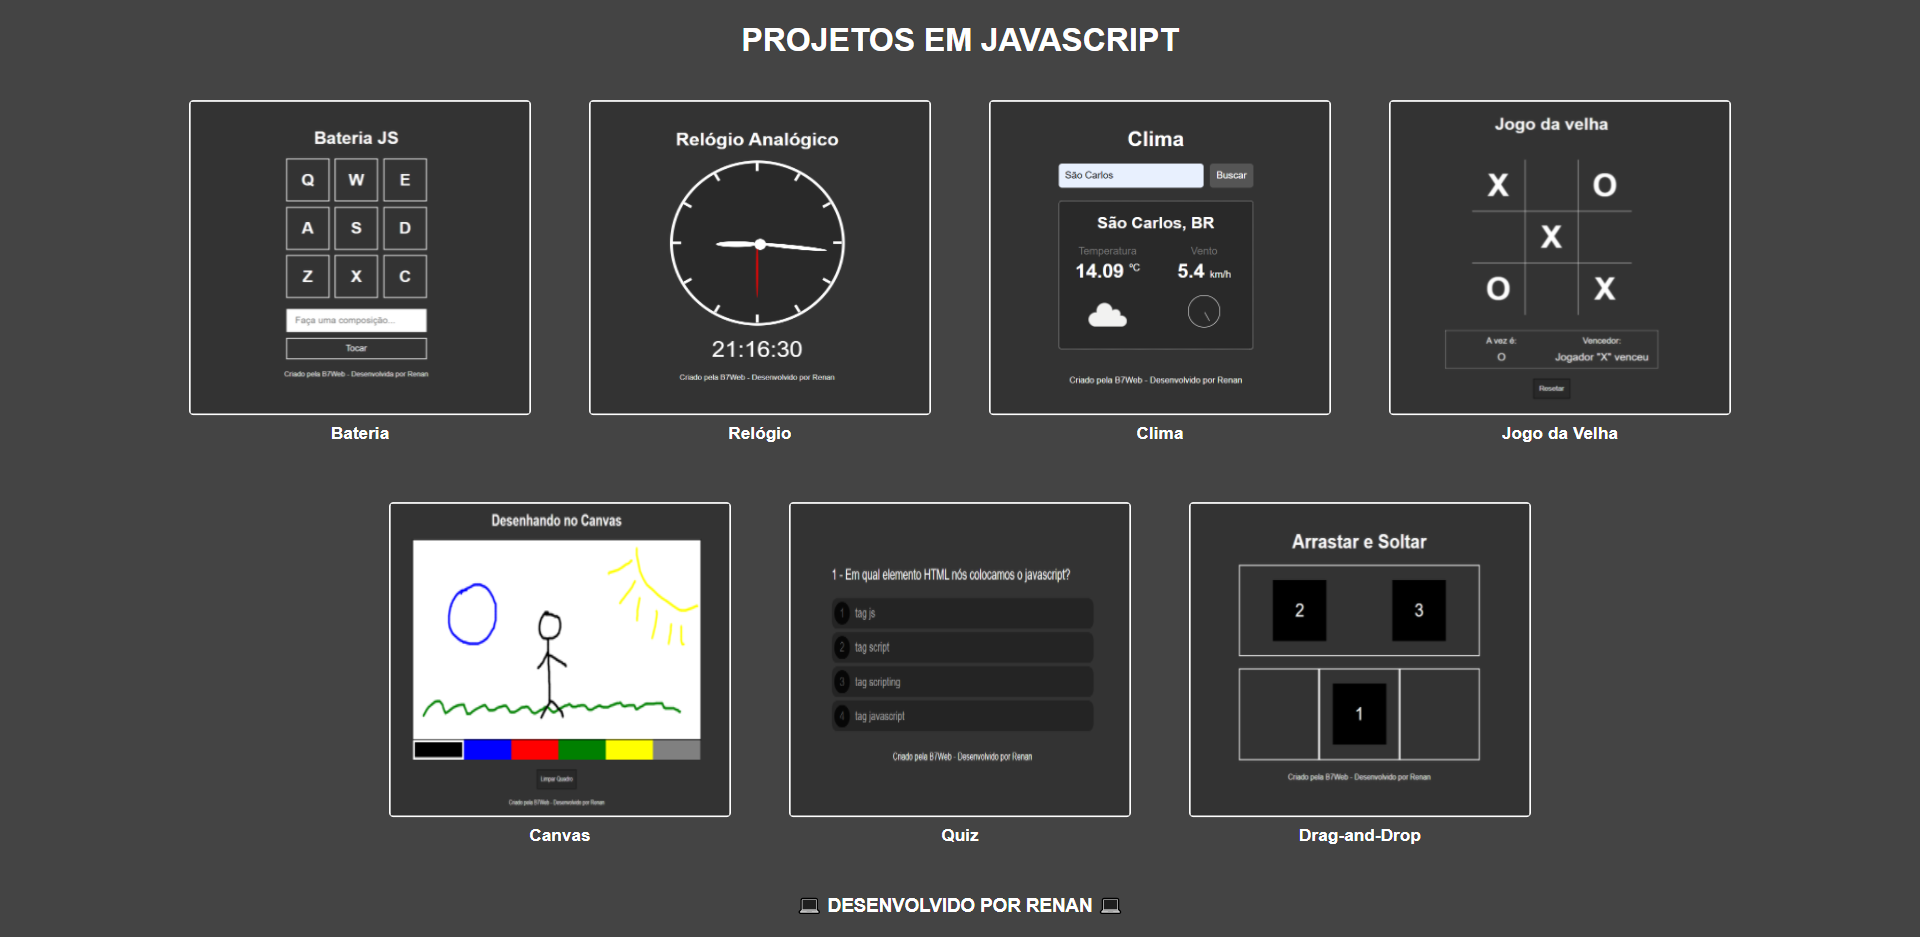 PROJETOS EM JAVASCRIPT
Bateria JS
Q W E
A S D
Z X C
Faça uma composição...
Tocar
Criado pela B7Web - Desenvolvida por Renan
Bateria
Relógio Analógico
21:16:30
Criado pela B7Web - Desenvolvido por Renan
Relógio
Clima
São Carlos Buscar
São Carlos, BR
Temperatura Vento
14.09 °C 5.4 km/h
Criado pela B7Web - Desenvolvido por Renan
Clima
Jogo da velha
X O
X
O X
A vez é: Vencedor:
O Jogador "X" venceu
Resetar
Jogo da Velha
Desenhando no Canvas
Limpar Quadro
Criado pela B7Web - Desenvolvido por Renan
Canvas
1 - Em qual elemento HTML nós colocamos o javascript?
1 tag js
2 tag script
3 tag scripting
4 tag javascript
Criado pela B7Web - Desenvolvido por Renan
Quiz
Arrastar e Soltar
2 3
1
Criado pela B7Web - Desenvolvido por Renan
Drag-and-Drop
💻 DESENVOLVIDO POR RENAN 💻